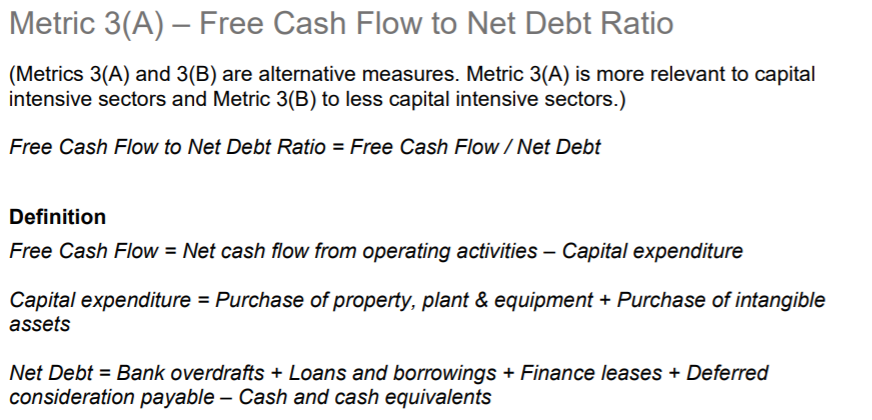 Metric 3(A) – Free Cash Flow to Net Debt Ratio
(Metrics 3(A) and 3(B) are alternative measures. Metric 3(A) is more relevant to capital
intensive sectors and Metric 3(B) to less capital intensive sectors.)
Free Cash Flow to Net Debt Ratio = Free Cash Flow / Net Debt
Definition
Free Cash Flow = Net cash flow from operating activities – Capital expenditure
Capital expenditure = Purchase of property, plant & equipment + Purchase of intangible
assets
Net Debt = Bank overdrafts + Loans and borrowings + Finance leases + Deferred
consideration payable – Cash and cash equivalents